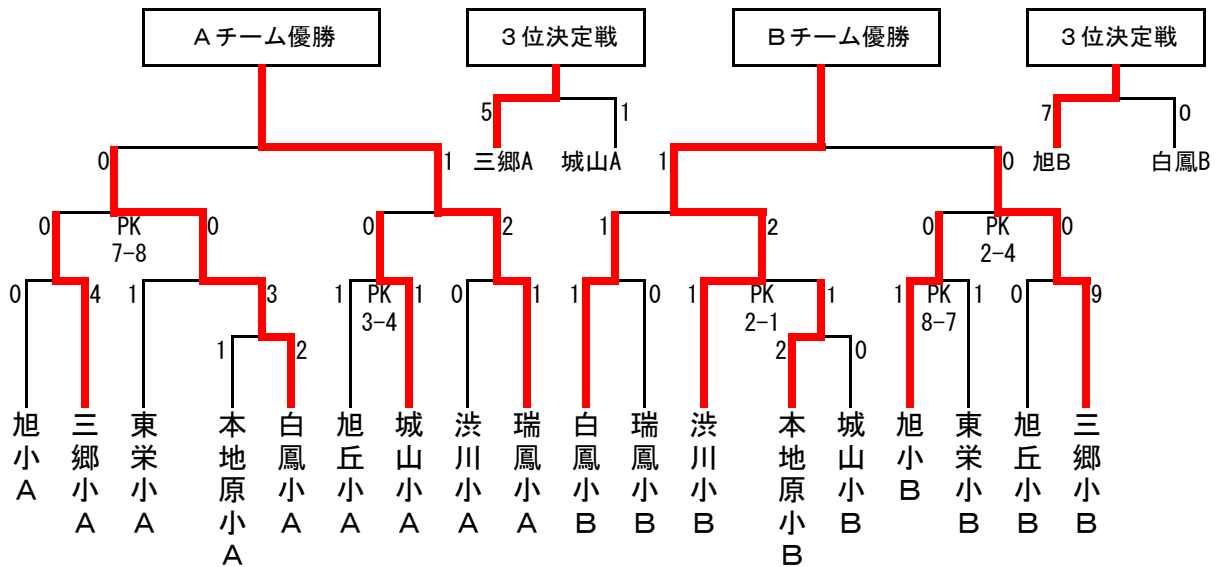 Aチーム優勝
3位決定戦
Bチーム優勝
3位決定戦
5
1
7
0
三郷A
城山A
旭B
白鳳B
0
1
1
0
0
PK
7-8
0
0
2
1
2
0
PK
2-4
0
0
4
1
3
1
PK
3-4
1
0
1
1
0
1
PK
2-1
1
1
PK
8-7
1
0
9
1
2
2
0
旭小A
三郷小A
東栄小A
本地原小A
白鳳小A
旭丘小A
城山小A
渋川小A
瑞鳳小A
白鳳小B
瑞鳳小B
渋川小B
本地原小B
城山小B
旭小B
東栄小B
旭丘小B
三郷小B